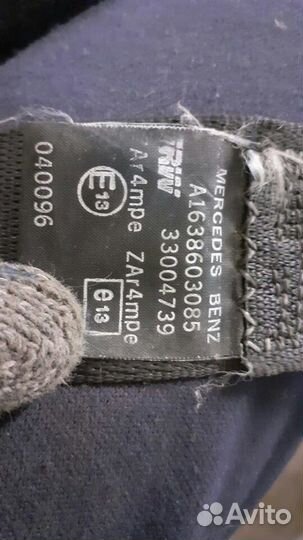 MERCEDES BENZ
A1638603085
TRW 33004739
Ar4mpe ZAr4mpe
E13 e13
040096
Avito